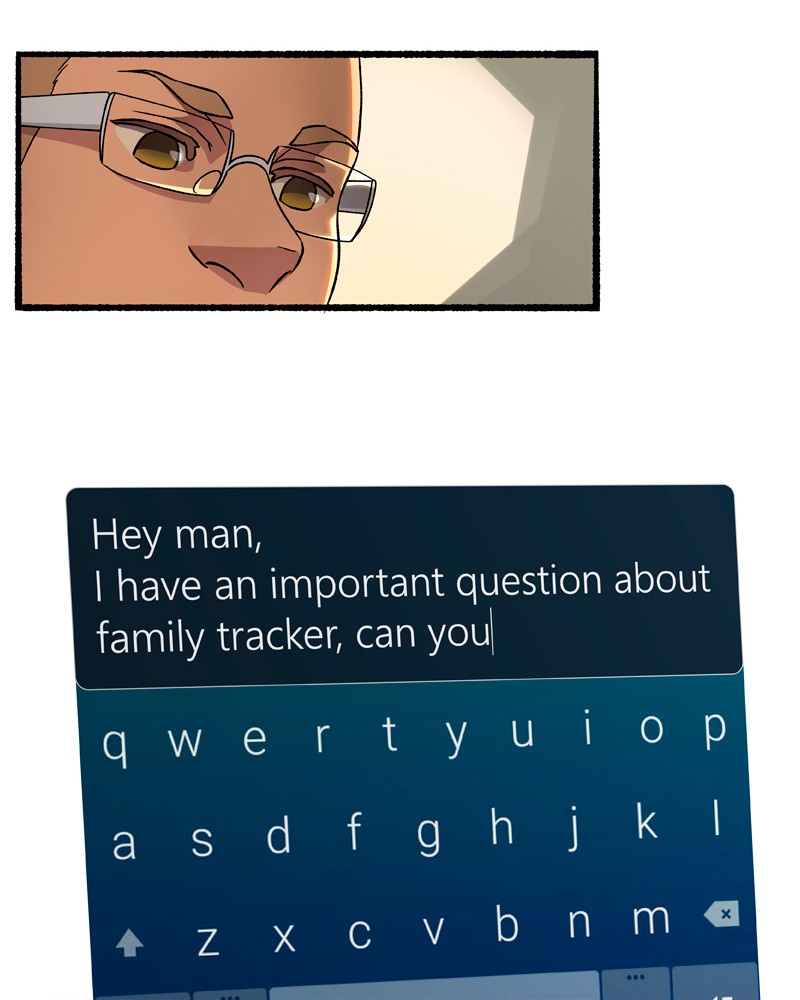 Hey man,
I have an important question about
family tracker, can you
q w e r t y u i o p
a s d f g h j k l
z x c v b n m